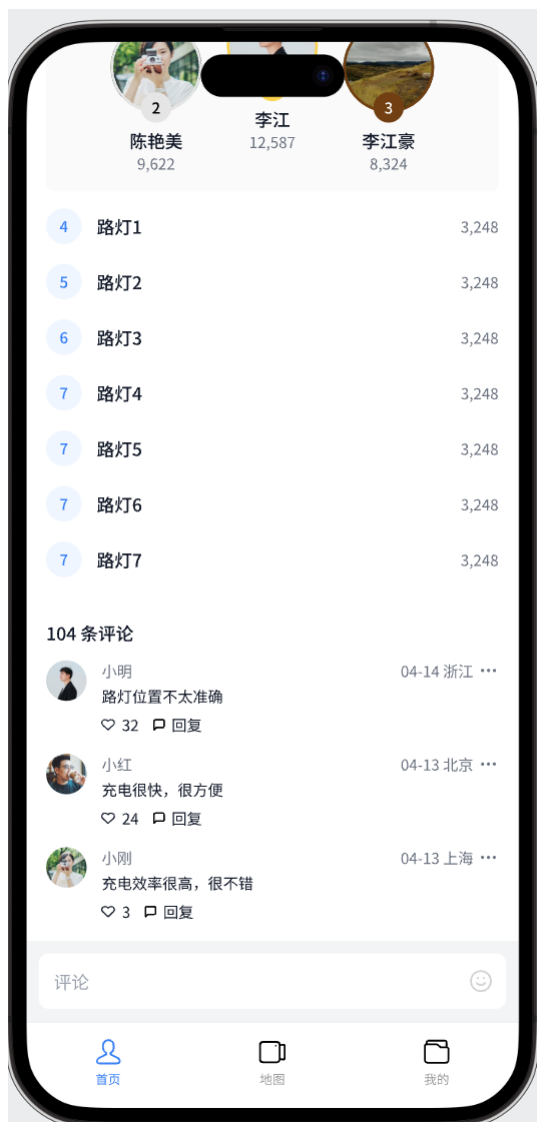 2
3
李江
12,587
陈艳美
9,622
李江豪
8,324
4 路灯1 3,248
5 路灯2 3,248
6 路灯3 3,248
7 路灯4 3,248
7 路灯5 3,248
7 路灯6 3,248
7 路灯7 3,248
104 条评论
小明 04-14 浙江
路灯位置不太准确
32 回复
小红 04-13 北京
充电很快，很方便
24 回复
小刚 04-13 上海
充电效率很高，很不错
3 回复
评论
首页 地图 我的